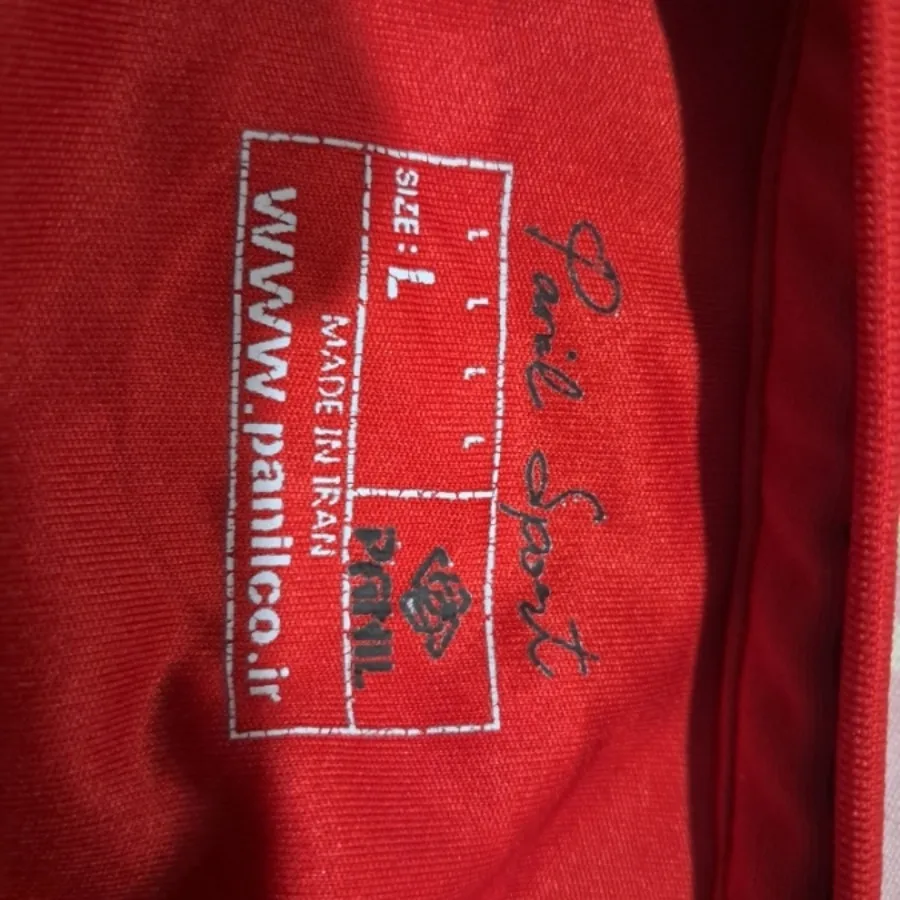 Panil Sport
L L L L
SIZE: L
PANIL
MADE IN IRAN
www.panilco.ir